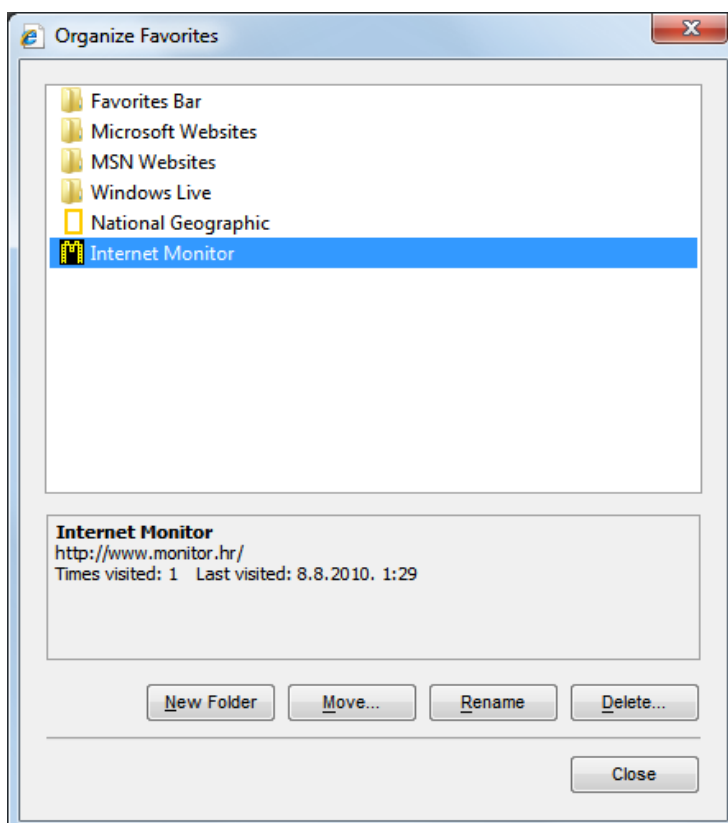 Organize Favorites
Favorites Bar
Microsoft Websites
MSN Websites
Windows Live
National Geographic
Internet Monitor
Internet Monitor
http://www.monitor.hr/
Times visited: 1 Last visited: 8.8.2010. 1:29
New Folder Move... Rename Delete...
Close